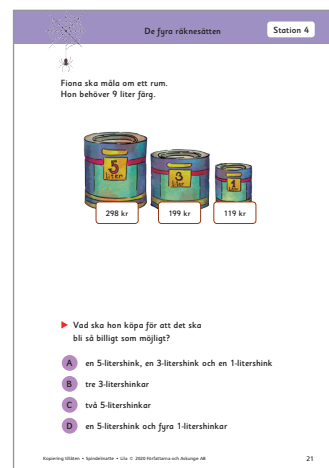 De fyra räknesätten
Station 4
Fiona ska måla om ett rum.
Hon behöver 9 liter färg.
5
liter
3
liter
1
liter
298 kr
199 kr
119 kr
Vad ska hon köpa för att det ska
bli så billigt som möjligt?
A en 5-litershink, en 3-litershink och en 1-litershink
B tre 3-litershinkar
C två 5-litershinkar
D en 5-litershink och fyra 1-litershinkar
Kopiering tillåten • Spindelmatte • Lila © 2020 Författarna och Askunge AB
21